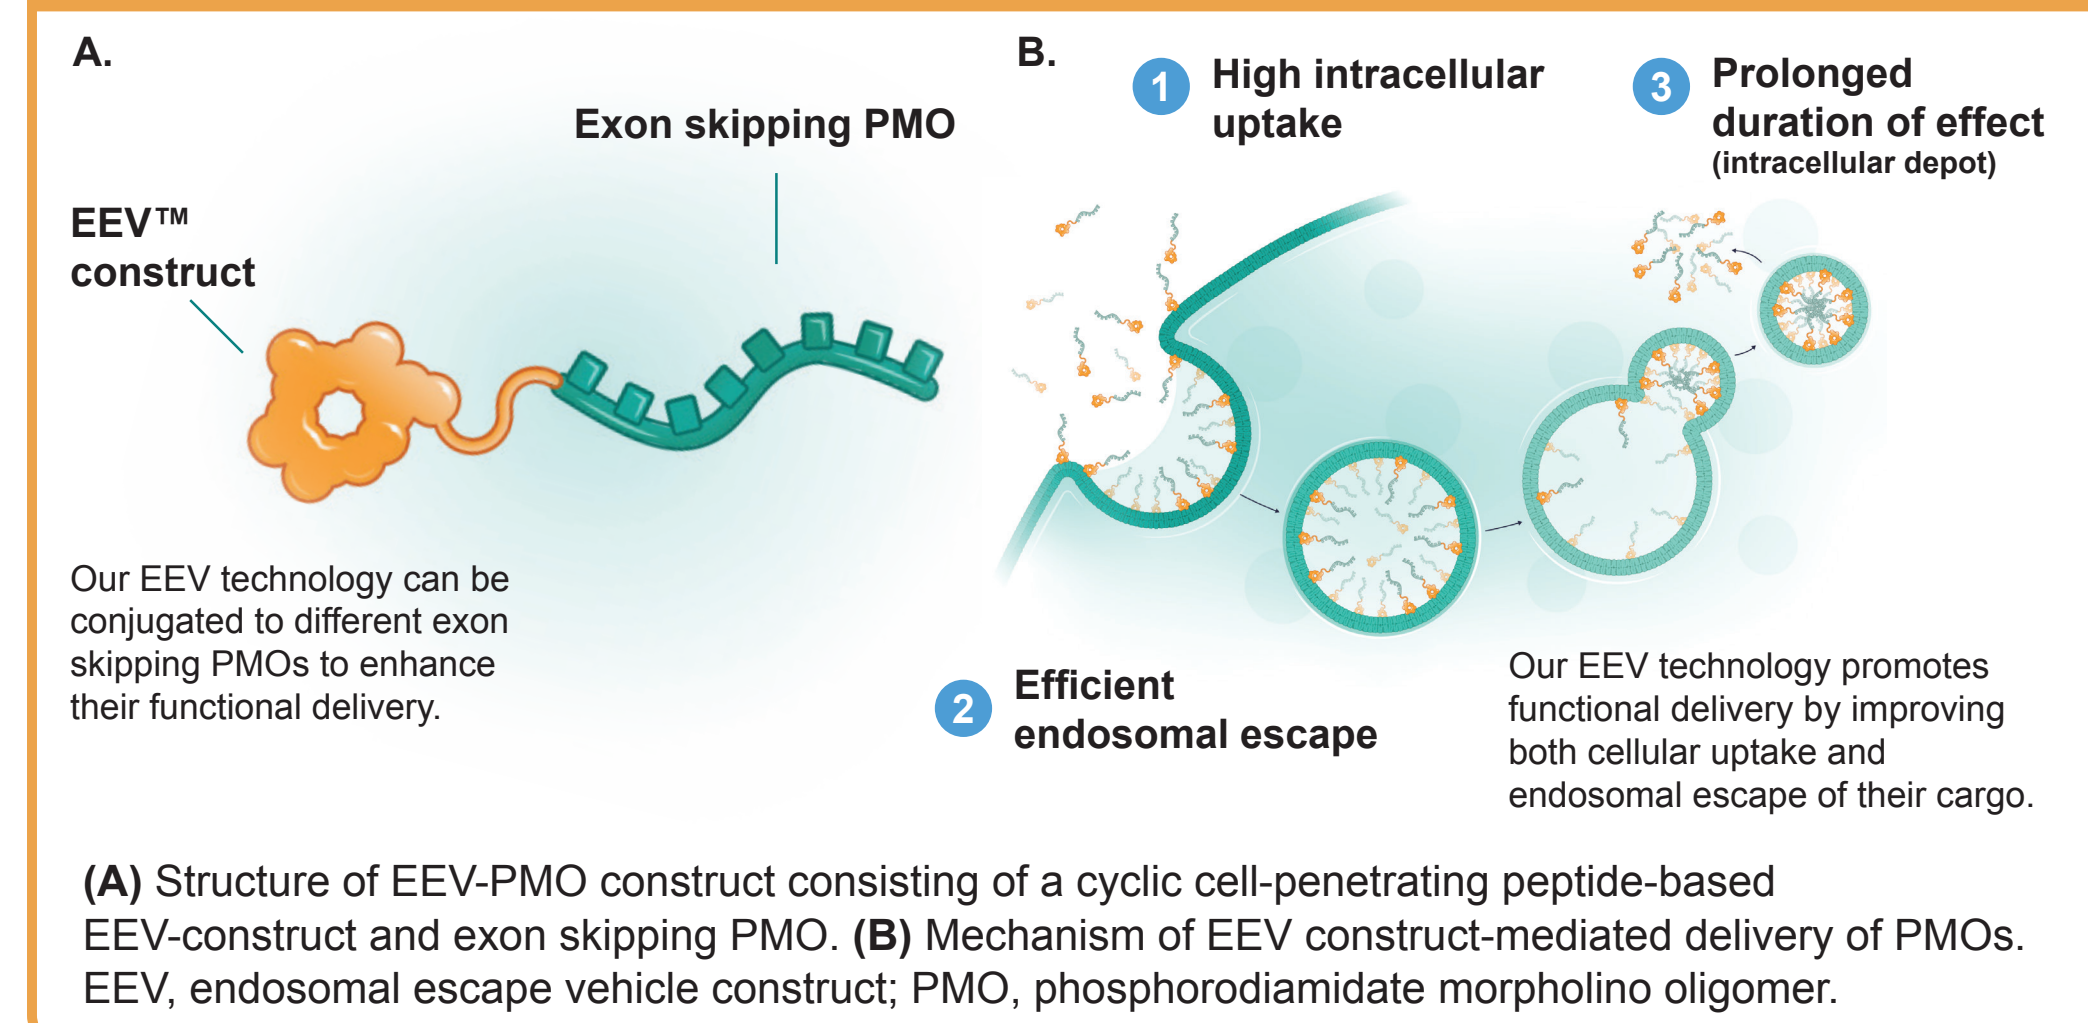 A.
Exon skipping PMO
EEV™
construct
Our EEV technology can be
conjugated to different exon
skipping PMOs to enhance
their functional delivery.
B.
1 High intracellular
uptake
3 Prolonged
duration of effect
(intracellular depot)
2 Efficient
endosomal escape
Our EEV technology promotes
functional delivery by improving
both cellular uptake and
endosomal escape of their cargo.
(A) Structure of EEV-PMO construct consisting of a cyclic cell-penetrating peptide-based
EEV-construct and exon skipping PMO. (B) Mechanism of EEV construct-mediated delivery of PMOs.
EEV, endosomal escape vehicle construct; PMO, phosphorodiamidate morpholino oligomer.